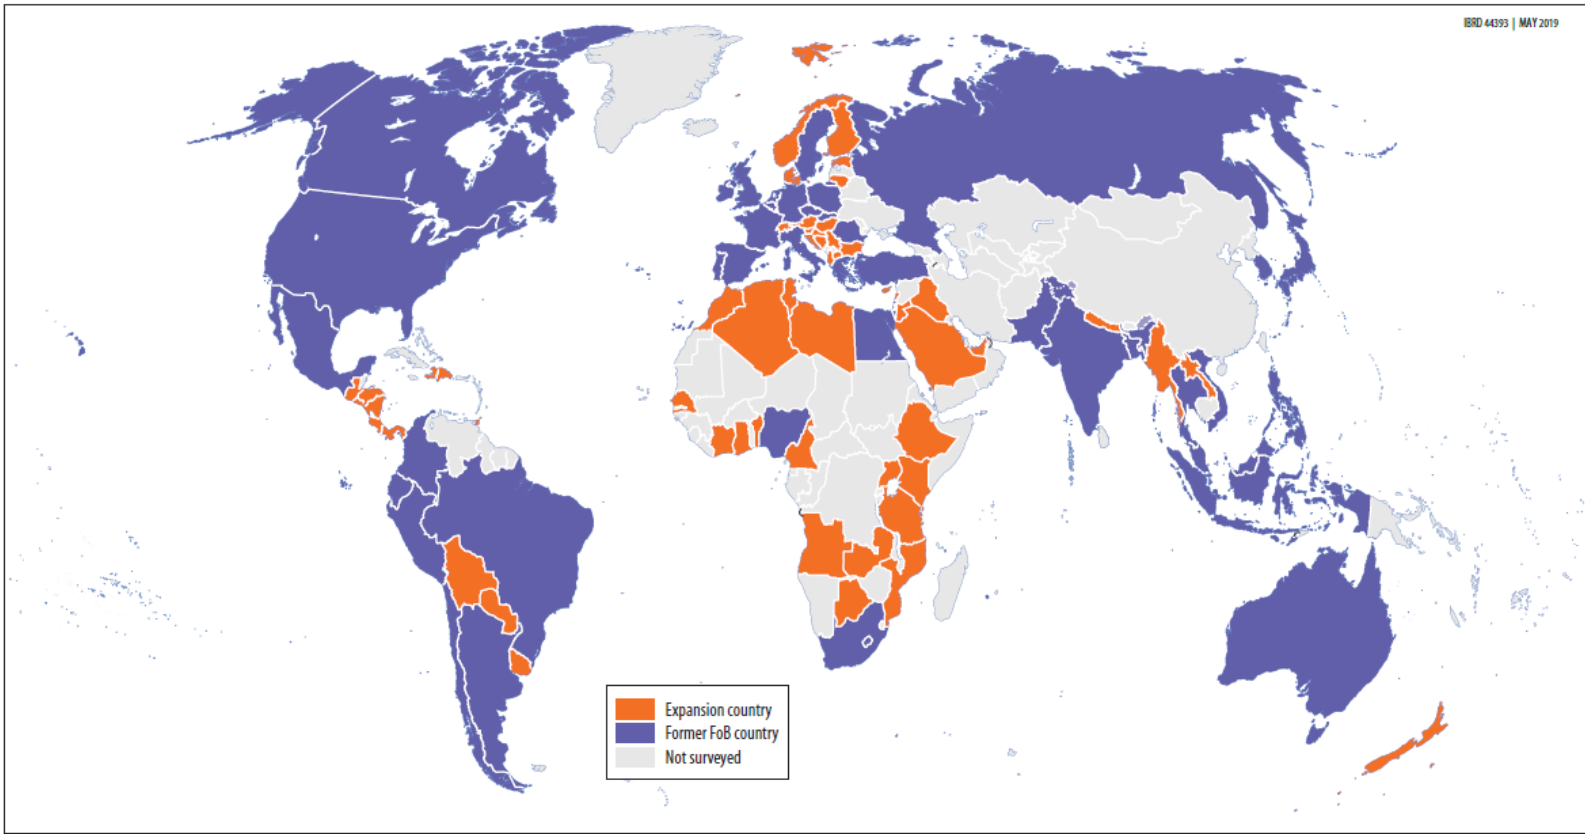 IBRD 44393 | MAY 2019
Expansion country
Former FoB country
Not surveyed